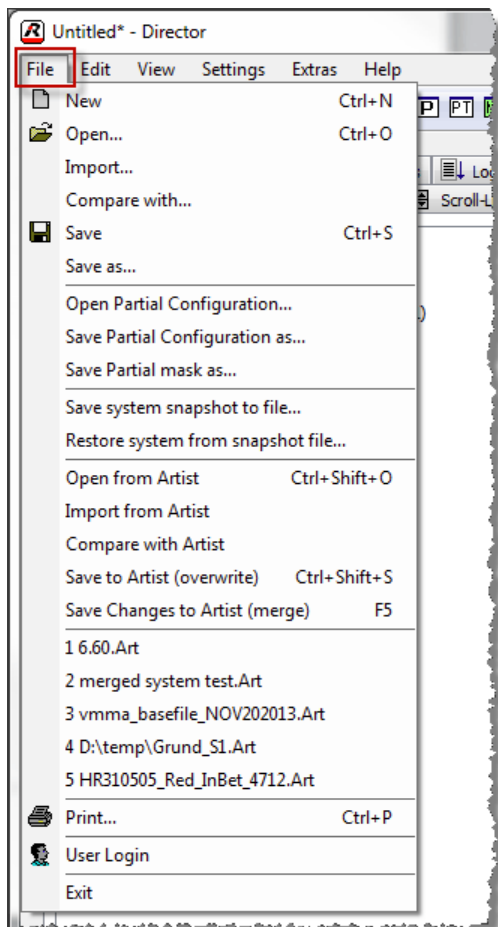 Untitled* - Director
File Edit View Settings Extras Help
New Ctrl+N
P PT
Open... Ctrl+O
Import...
Compare with...
Scroll-L
Save Ctrl+S
Save as...
Open Partial Configuration...
Save Partial Configuration as...
Save Partial mask as...
Save system snapshot to file...
Restore system from snapshot file...
Open from Artist Ctrl+Shift+O
Import from Artist
Compare with Artist
Save to Artist (overwrite) Ctrl+Shift+S
Save Changes to Artist (merge) F5
1 6.60.Art
2 merged system test.Art
3 vmma_basefile_NOV202013.Art
4 D:\temp\Grund_S1.Art
5 HR310505_Red_InBet_4712.Art
Print... Ctrl+P
User Login
Exit